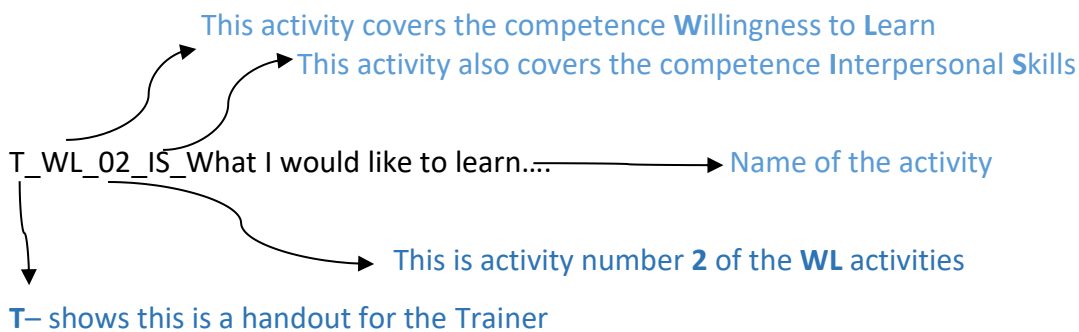 This activity covers the competence Willingness to Learn
This activity also covers the competence Interpersonal Skills
T_WL_02_IS_What I would like to learn….
Name of the activity
This is activity number 2 of the WL activities
T– shows this is a handout for the Trainer